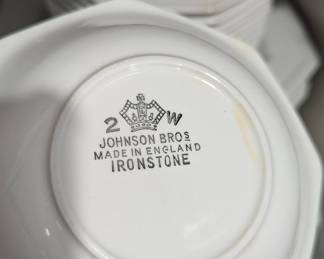 2 W
JOHNSON BROS
MADE IN ENGLAND
IRONSTONE